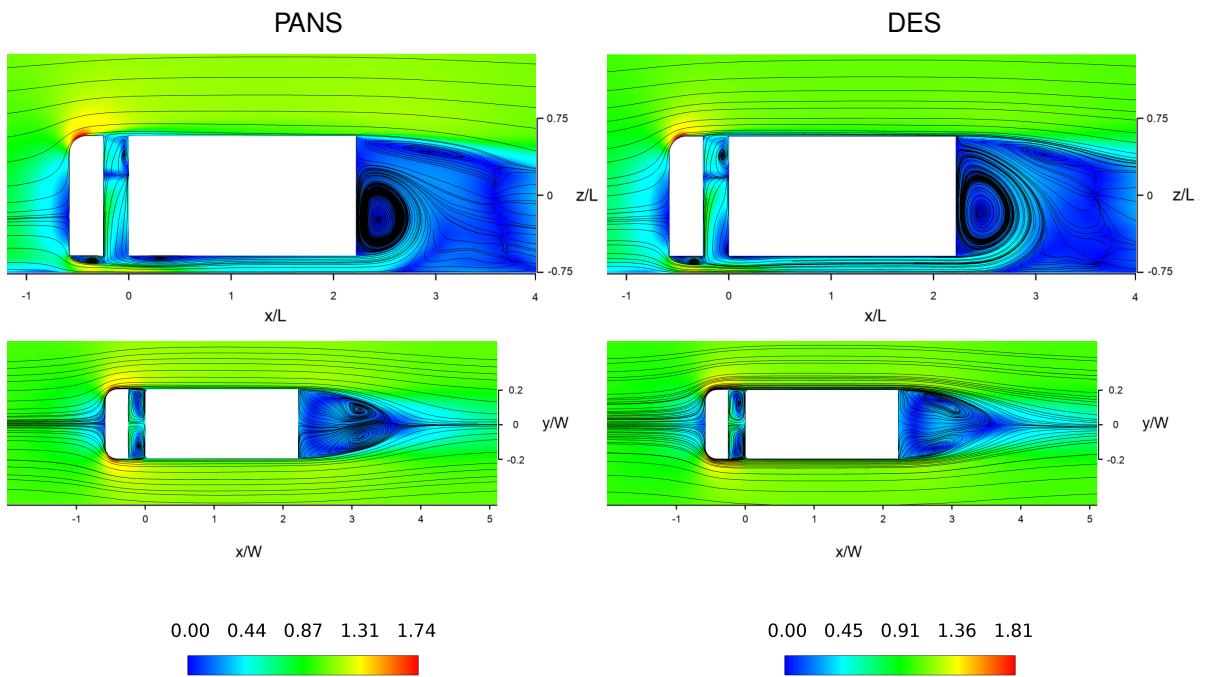 PANS DES
0.75 0.75
0 z/L 0 z/L
-0.75 -0.75
-1 0 1 2 3 4 -1 0 1 2 3 4
x/L x/L
0.2 0.2
0 y/W 0 y/W
-0.2 -0.2
-1 0 1 2 3 4 5 -1 0 1 2 3 4 5
x/W x/W
0.00 0.44 0.87 1.31 1.74 0.00 0.45 0.91 1.36 1.81